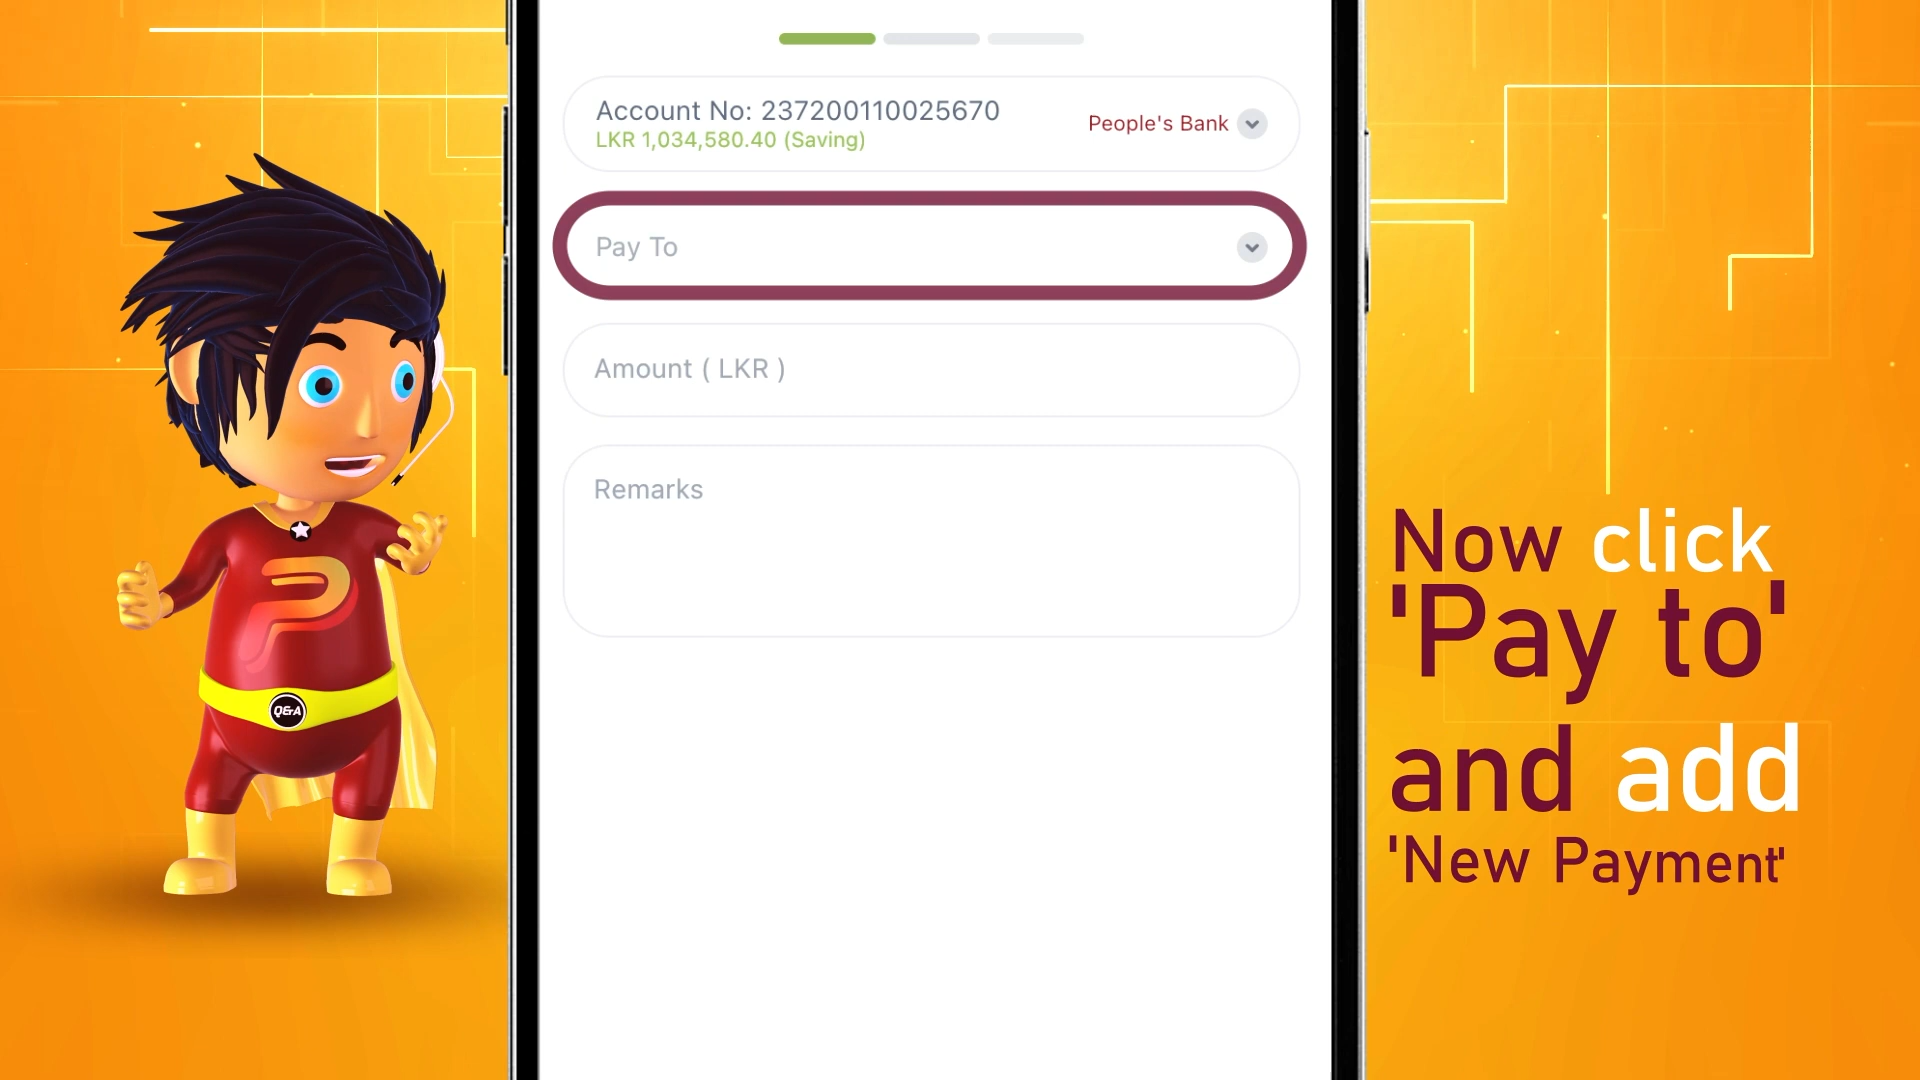 Account No: 237200110025670
LKR 1,034,580.40 (Saving)
People's Bank
Pay To
Amount ( LKR )
Remarks
P
Q&A
Now click
'Pay to'
and add
'New Payment'